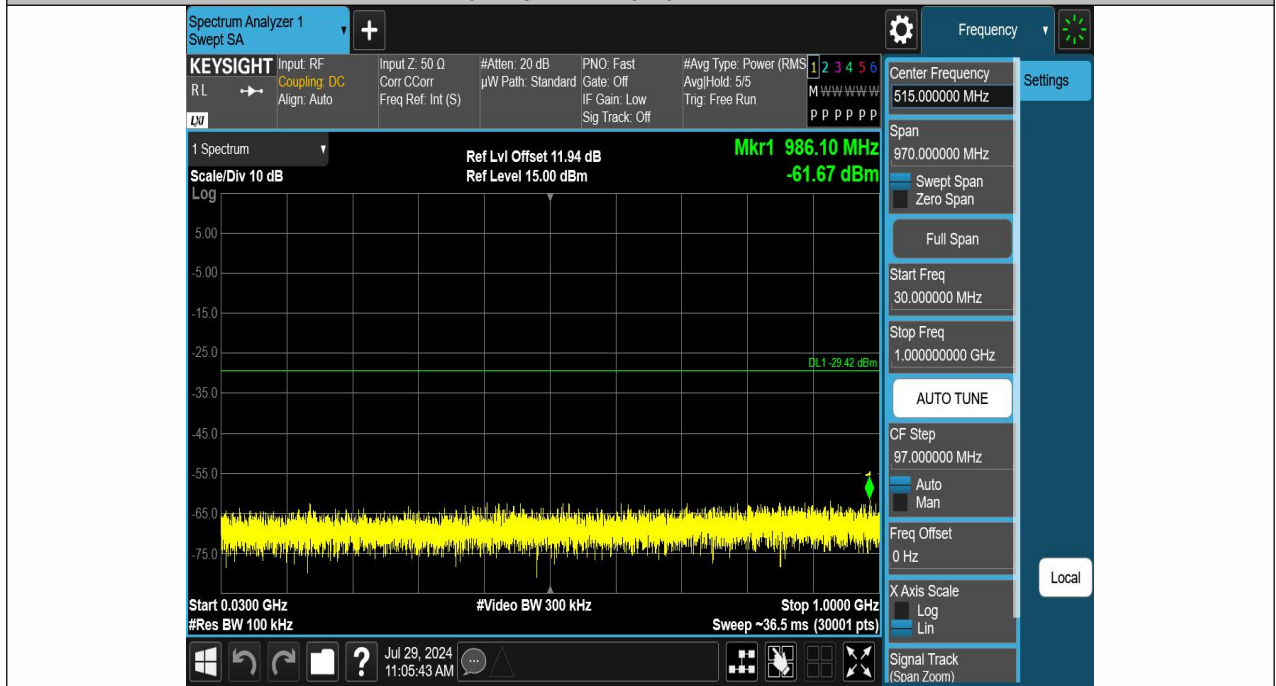 Spectrum Analyzer 1
Swept SA
+
Frequency
KEYSIGHT
RL
LXI
Input: RF
Coupling: DC
Align: Auto
Input Z: 50 Ω
Corr CCorr
Freq Ref: Int (S)
#Atten: 20 dB
µW Path: Standard
PNO: Fast
Gate: Off
IF Gain: Low
Sig Track: Off
#Avg Type: Power (RMS
Avg|Hold: 5/5
Trig: Free Run
1 2 3 4 5 6
M W W W W W
P P P P P P
1 Spectrum
Scale/Div 10 dB
Log
Ref Lvl Offset 11.94 dB
Ref Level 15.00 dBm
Mkr1 986.10 MHz
-61.67 dBm
5.00
-5.00
-15.0
-25.0
DL1 -29.42 dBm
-35.0
-45.0
-55.0
1
-65.0
-75.0
Start 0.0300 GHz
#Res BW 100 kHz
#Video BW 300 kHz
Stop 1.0000 GHz
Sweep ~36.5 ms (30001 pts)
Center Frequency
515.000000 MHz
Settings
Span
970.000000 MHz
Swept Span
Zero Span
Full Span
Start Freq
30.000000 MHz
Stop Freq
1.000000000 GHz
AUTO TUNE
CF Step
97.000000 MHz
Auto
Man
Freq Offset
0 Hz
X Axis Scale
Log
Lin
Local
Signal Track
(Span Zoom)
?
Jul 29, 2024
11:05:43 AM